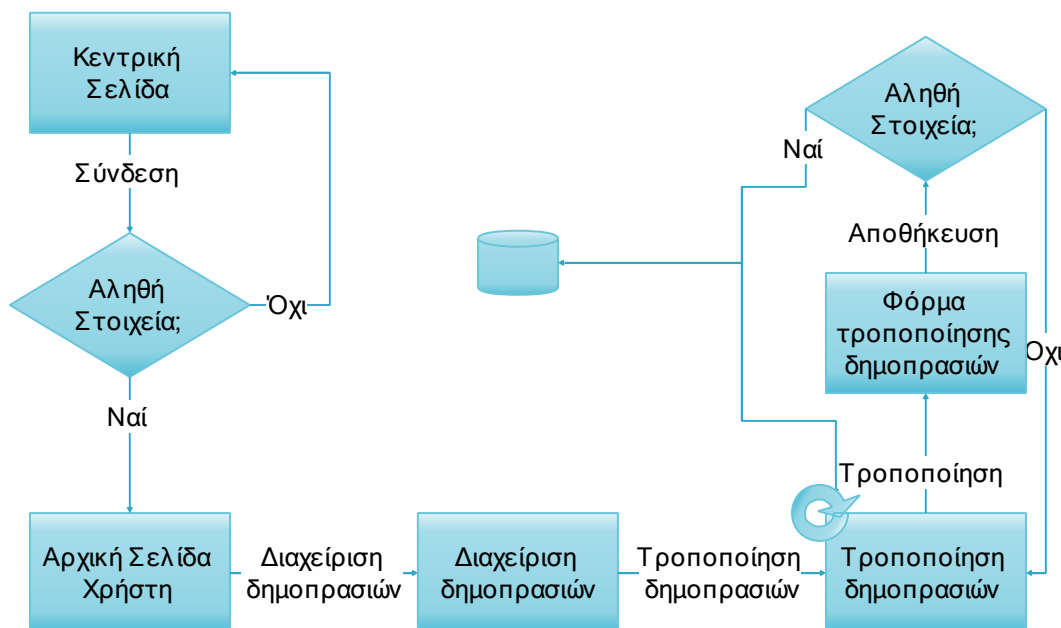 Κεντρική
Σελίδα
Σύνδεση
Αληθή
Στοιχεία;
Όχι
Ναί
Αρχική Σελίδα
Χρήστη
Διαχείριση
δημοπρασιών
Διαχείριση
δημοπρασιών
Τροποποίηση
δημοπρασιών
Τροποποίηση
δημοπρασιών
Τροποποίηση
Φόρμα
τροποποίησης
δημοπρασιών
Αποθήκευση
Αληθή
Στοιχεία;
Ναί
Όχι